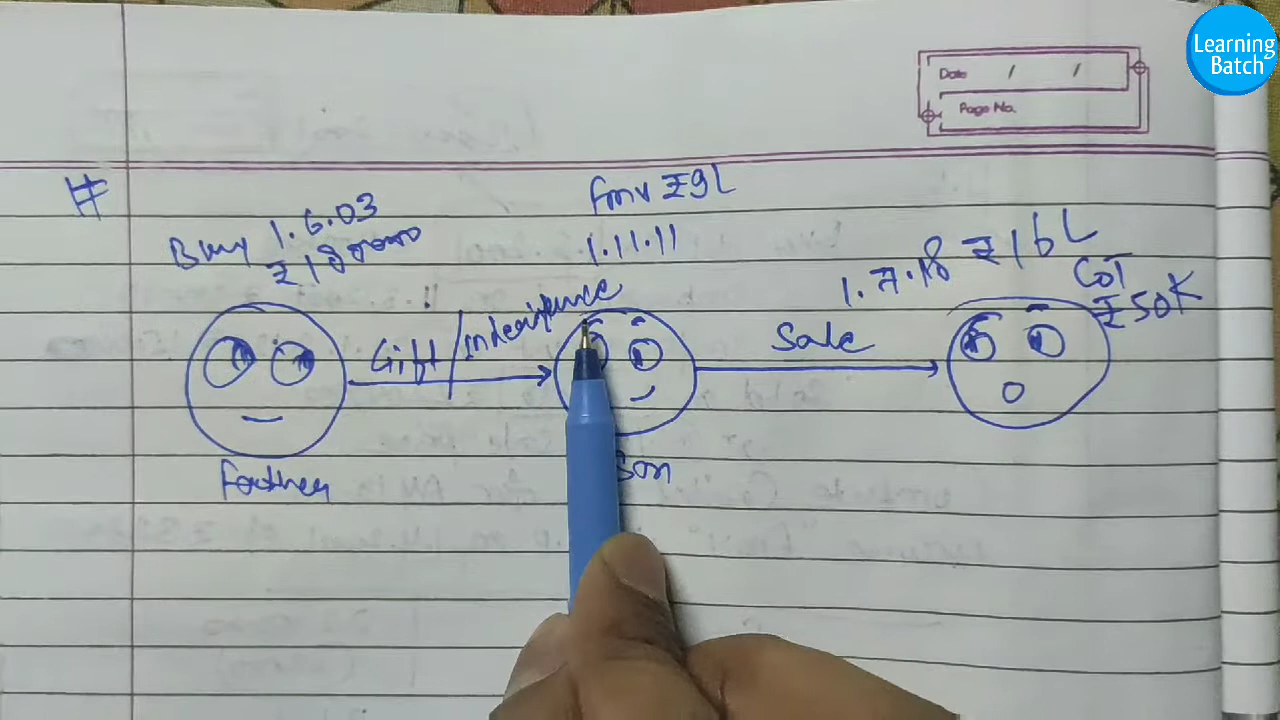 Learning
Batch
Date / /
Page No.
#
Buy 1.6.03
fmv ₹9L
1.11.11
1.7.18 ₹16L
COT
₹50K
Gift/Inheritance
Sale
Father
Son